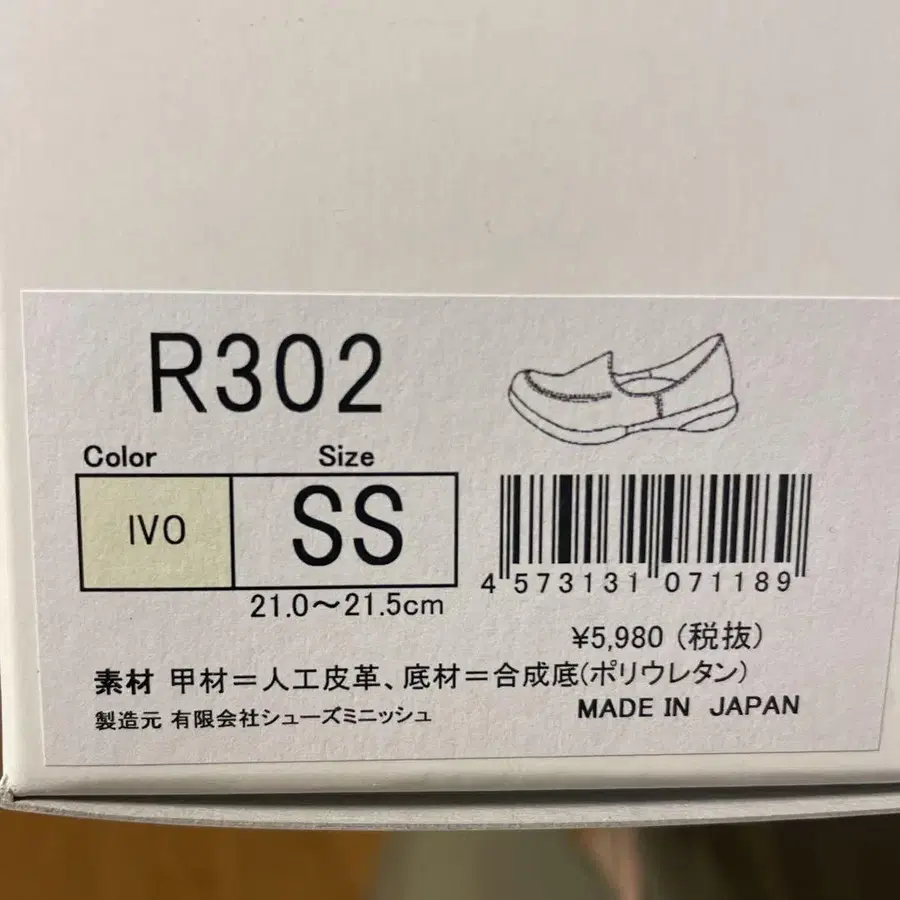 R302
Color Size
IVO SS
21.0～21.5cm
4 573131 071189
¥5,980 (税抜)
素材 甲材＝人工皮革、底材＝合成底(ポリウレタン)
製造元 有限会社シューズミニッシュ
MADE IN JAPAN